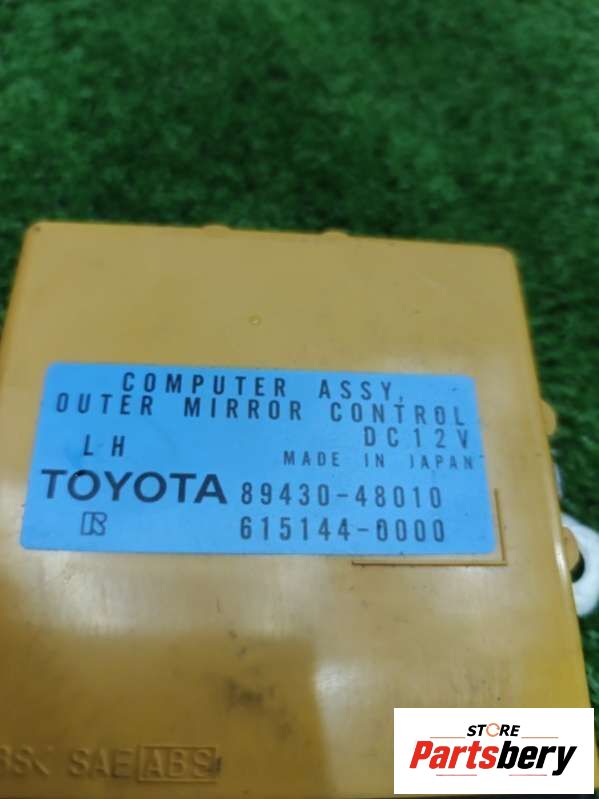 COMPUTER ASSY,
OUTER MIRROR CONTROL
LH DC12V
MADE IN JAPAN
TOYOTA 89430-48010
R 615144-0000
SAE ABS
STORE
Partsbery